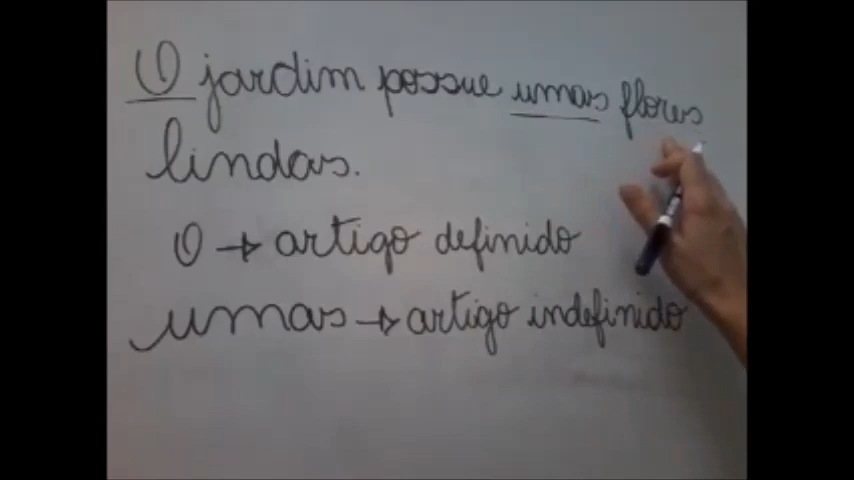 O jardim possue umas flores
lindas.
O → artigo definido
umas → artigo indefinido